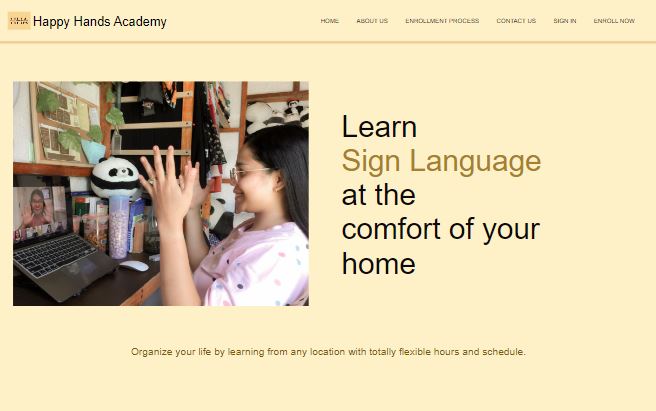 Happy Hands Academy
HOME ABOUT US ENROLLMENT PROCESS CONTACT US SIGN IN ENROLL NOW
Learn
Sign Language
at the
comfort of your
home
Organize your life by learning from any location with totally flexible hours and schedule.